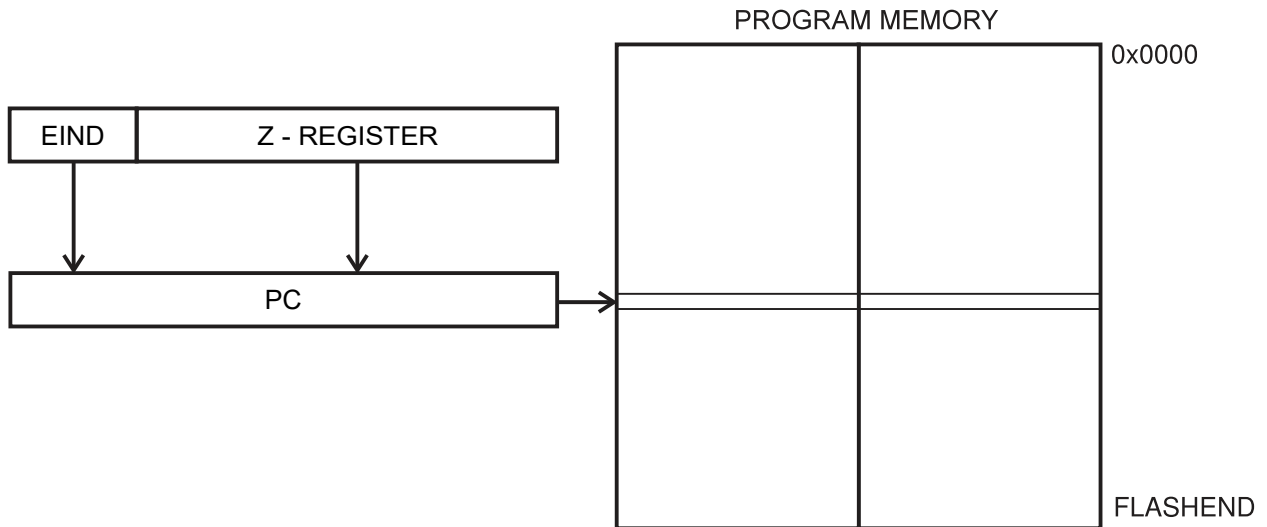 PROGRAM MEMORY
0x0000
EIND
Z - REGISTER
PC
FLASHEND